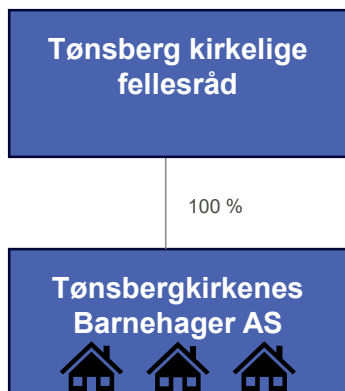 Tønsberg kirkelige
fellesråd
100 %
Tønsbergkirkenes
Barnehager AS